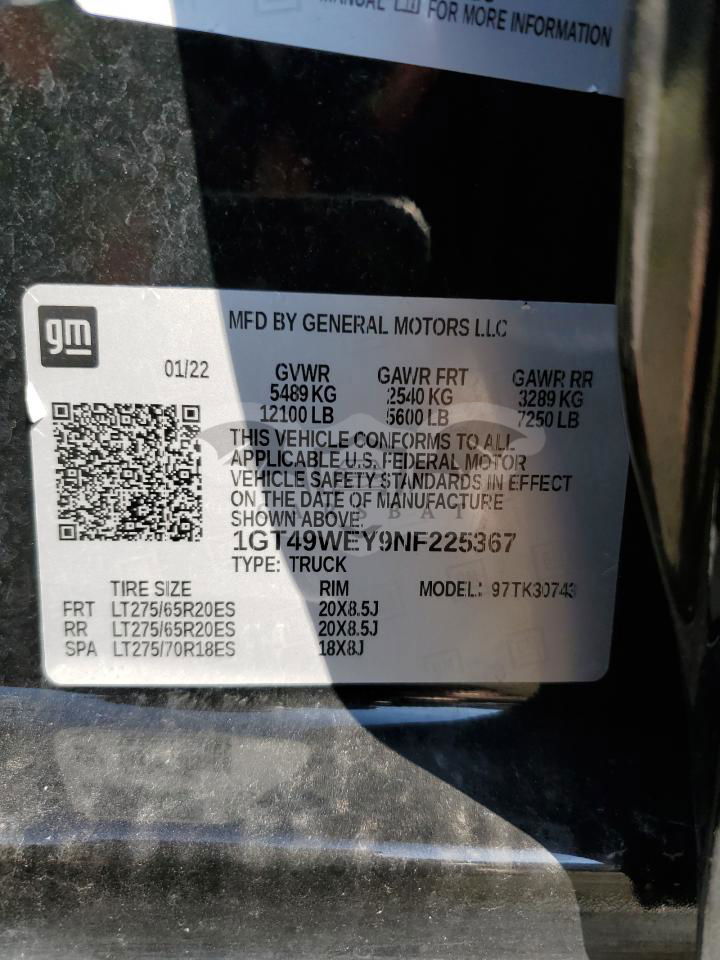 MANUAL FOR MORE INFORMATION
gm
MFD BY GENERAL MOTORS LLC
01/22
GVWR GAWR FRT GAWR RR
5489 KG 2540 KG 3289 KG
12100 LB 5600 LB 7250 LB
THIS VEHICLE CONFORMS TO ALL
APPLICABLE U.S. FEDERAL MOTOR
VEHICLE SAFETY STANDARDS IN EFFECT
ON THE DATE OF MANUFACTURE
SHOWN ABOVE.
1GT49WEY9NF225367
TYPE: TRUCK
TIRE SIZE RIM MODEL: 97TK30743
FRT LT275/65R20ES 20X8.5J
RR LT275/65R20ES 20X8.5J
SPA LT275/70R18ES 18X8J